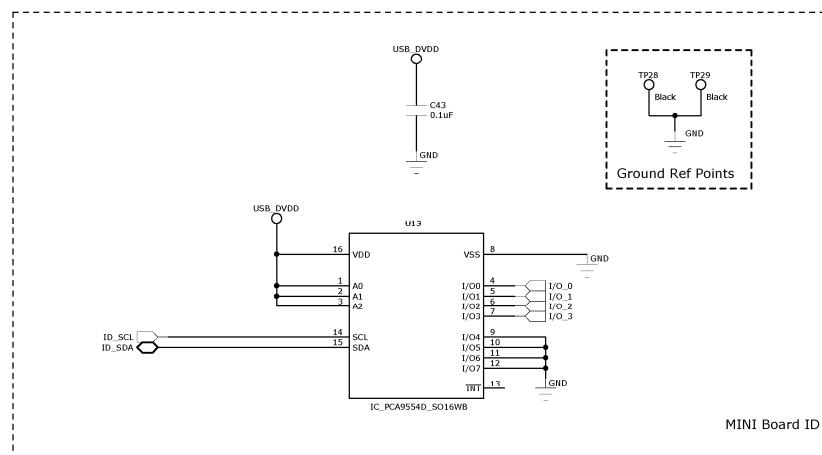 USB_DVDD
C43
0.1uF
GND
TP28
TP29
Black
Black
GND
Ground Ref Points
USB_DVDD
U13
16 VDD
VSS 8
GND
1 A0
I/O0 4 I/O_0
2 A1
I/O1 5 I/O_1
3 A2
I/O2 6 I/O_2
I/O3 7 I/O_3
ID_SCL 14 SCL
I/O4 9
ID_SDA 15 SDA
I/O5 10
I/O6 11
I/O7 12
GND
INT 13
IC_PCA9554D_SO16WB
MINI Board ID